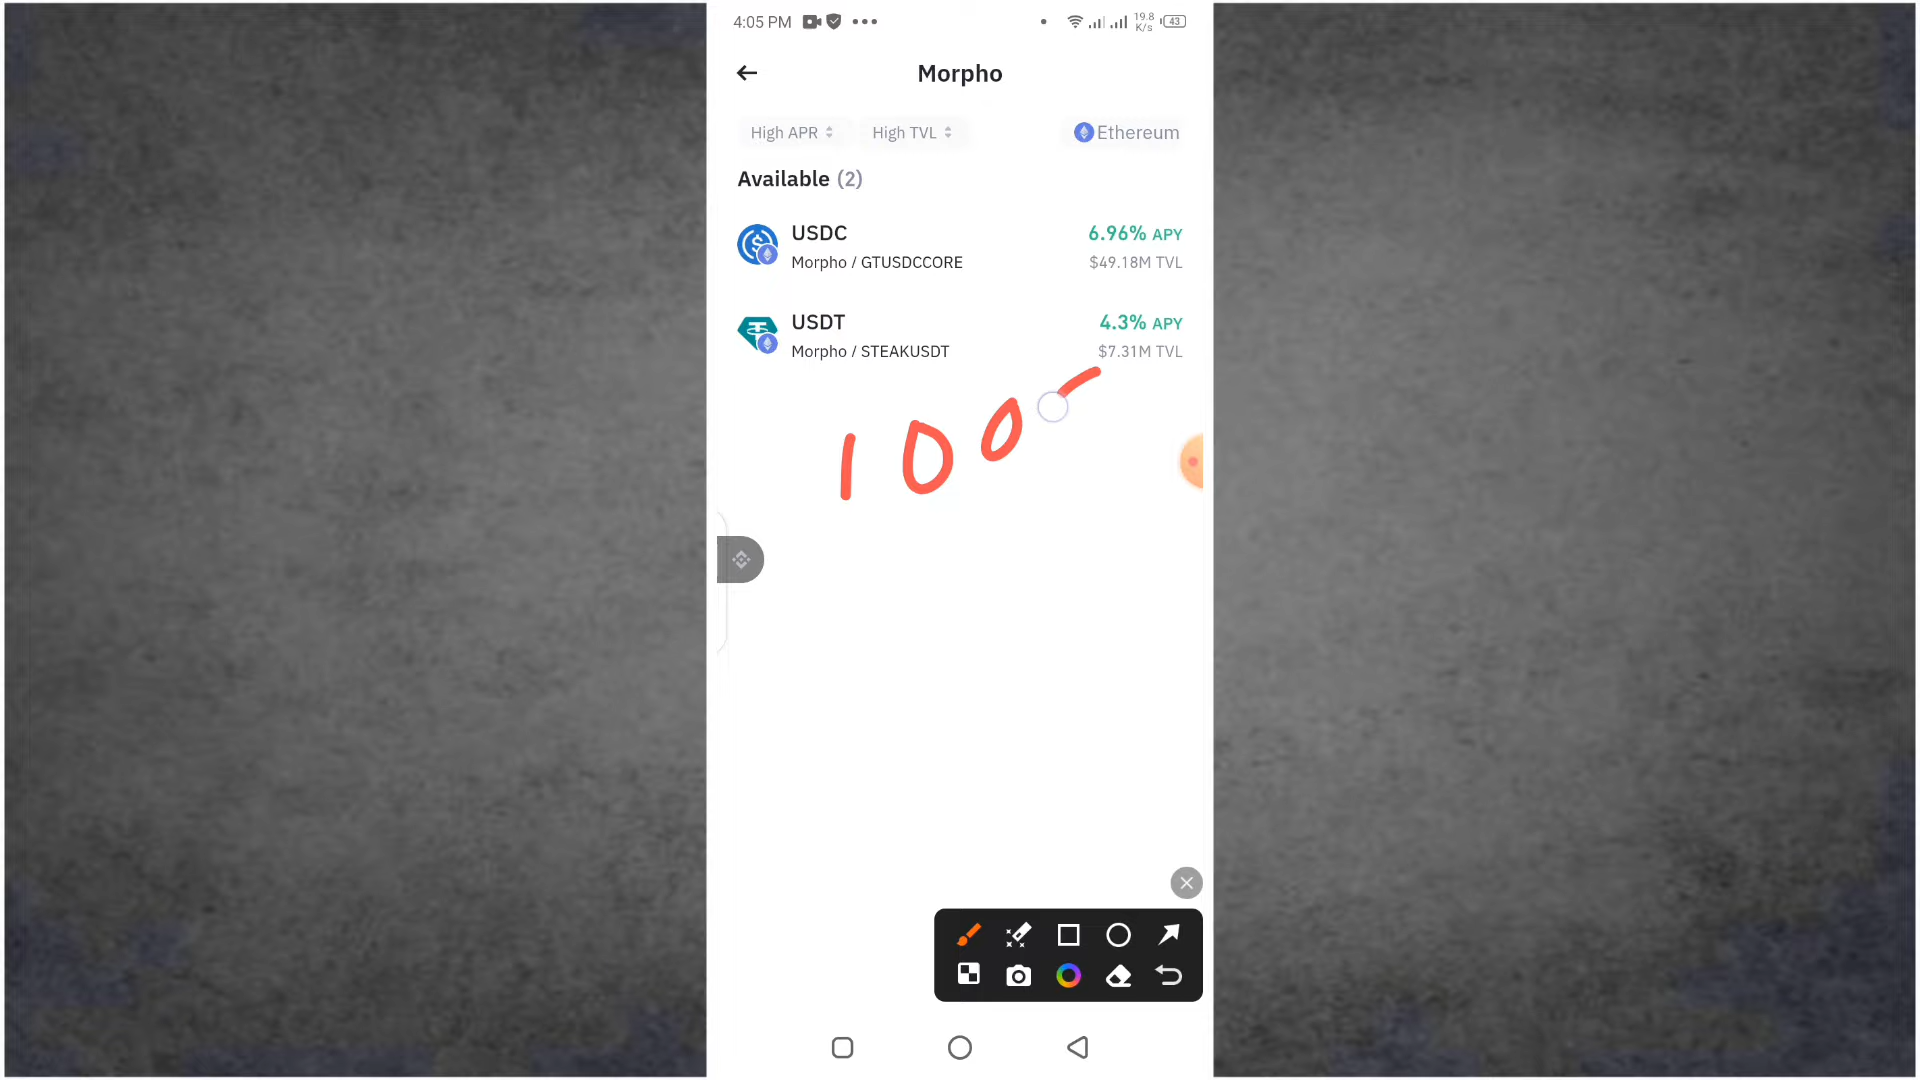 4:05 PM 19.8 K/s 43
Morpho
High APR High TVL Ethereum
Available (2)
USDC 6.96% APY
Morpho / GTUSDCCORE $49.18M TVL
USDT 4.3% APY
Morpho / STEAKUSDT $7.31M TVL
100